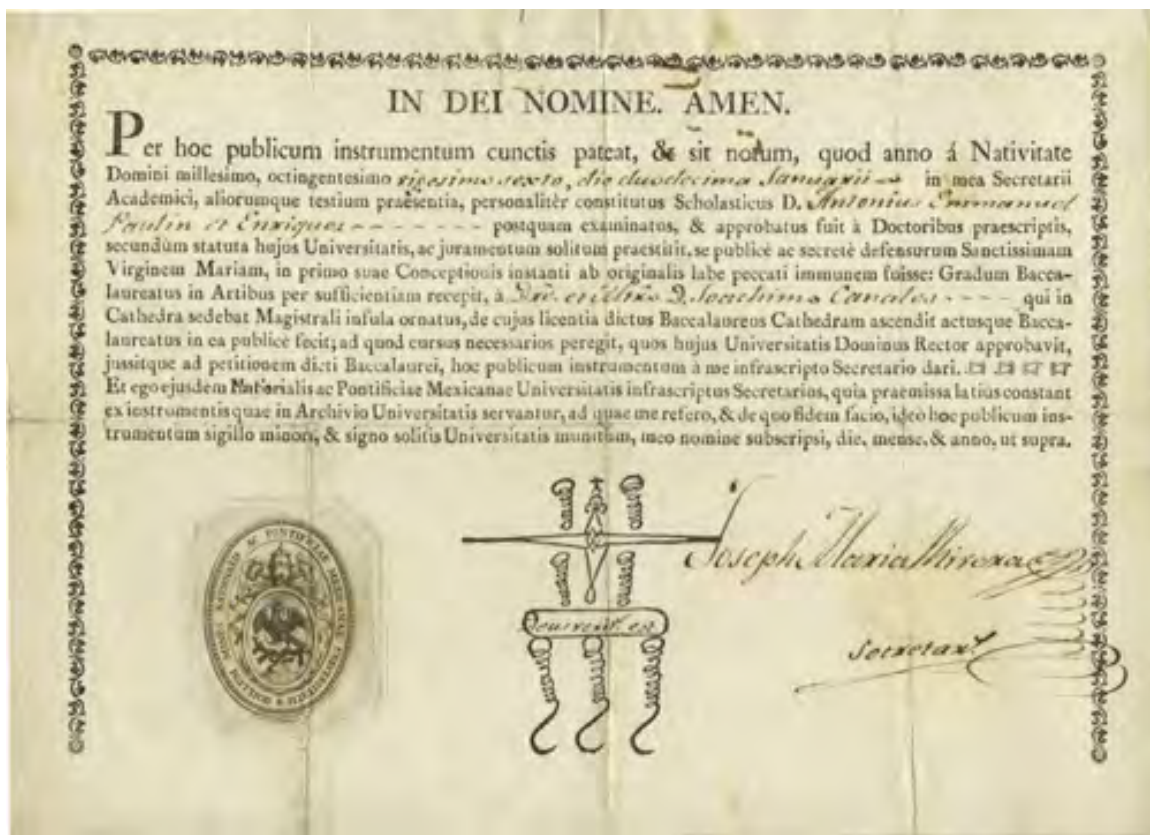 IN DEI NOMINE. AMEN.
Per hoc publicum instrumentum cunctis pateat, & sit notum, quod anno á Nativitate
Domini millesimo, octingentesimo vigesimo sexto, die duodecima Januarii in mea Secretarii
Academici, aliorumque testium praesentia, personalitèr constitutus Scholasticus D. Antonius Emmanuel
Paulin et Enriques - - - - - - - - postquam examinatus, & approbatus fuit à Doctoribus praescriptis,
secundùm statuta hujus Universitatis, ac juramentum solitum praestitit, se publicè ac secretè defensurum Sanctissimam
Virginem Mariam, in primo suae Conceptionis instanti ab originalis labe peccati immunem fuisse: Gradum Bacca-
laureatus in Artibus per sufficientiam recepit, à D. Joachimo Canales - - - - qui in
Cathedra sedebat Magistrali infula ornatus, de cujus licentia dictus Baccalaureus Cathedram ascendit actusque Bacca-
laureatus in ea publicè fecit; ad quod cursus necessarios peregit, quos hujus Universitatis Dominus Rector approbavit,
jussitque ad petitionem dicti Baccalaurei, hoc publicum instrumentum à me infrascripto Secretario dari.
Et ego ejusdem ac Pontificiae Mexicanae Universitatis infrascriptus Secretarius, quia praemissa latius constant
ex instrumentis quae in Archivio Universitatis servantur, ad quae me refero, & de quo fidem facio, ideo hoc publicum ins-
trumentum sigillo minori, & signo solitis Universitatis munitum, meo nomine subscripsi, die, mense, & anno, ut supra.
Joseph Maria
Secretar.s